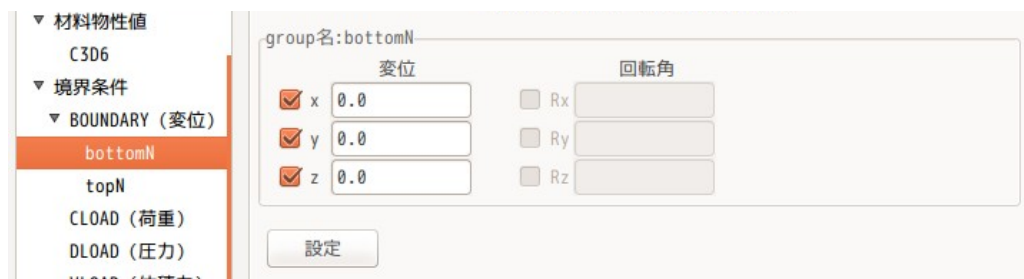 材料物性値
C3D6
境界条件
BOUNDARY (変位)
bottomN
topN
CLOAD (荷重)
DLOAD (圧力)
group名:bottomN
変位 回転角
x 0.0 Rx
y 0.0 Ry
z 0.0 Rz
設定